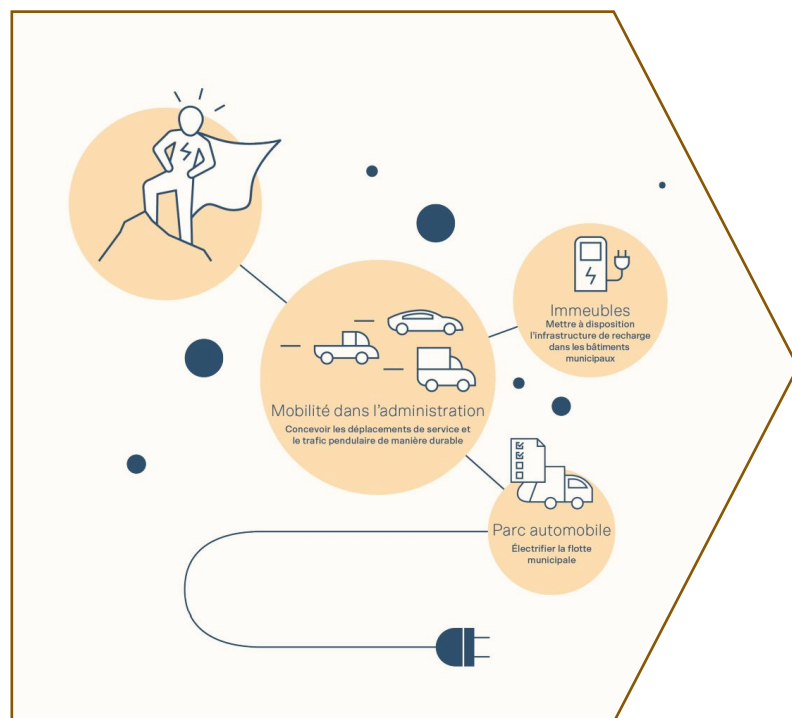 Immeubles
Mettre à disposition
l'infrastructure de recharge
dans les bâtiments
municipaux
Mobilité dans l'administration
Concevoir les déplacements de service et
le trafic pendulaire de manière durable
Parc automobile
Électrifier la flotte
municipale